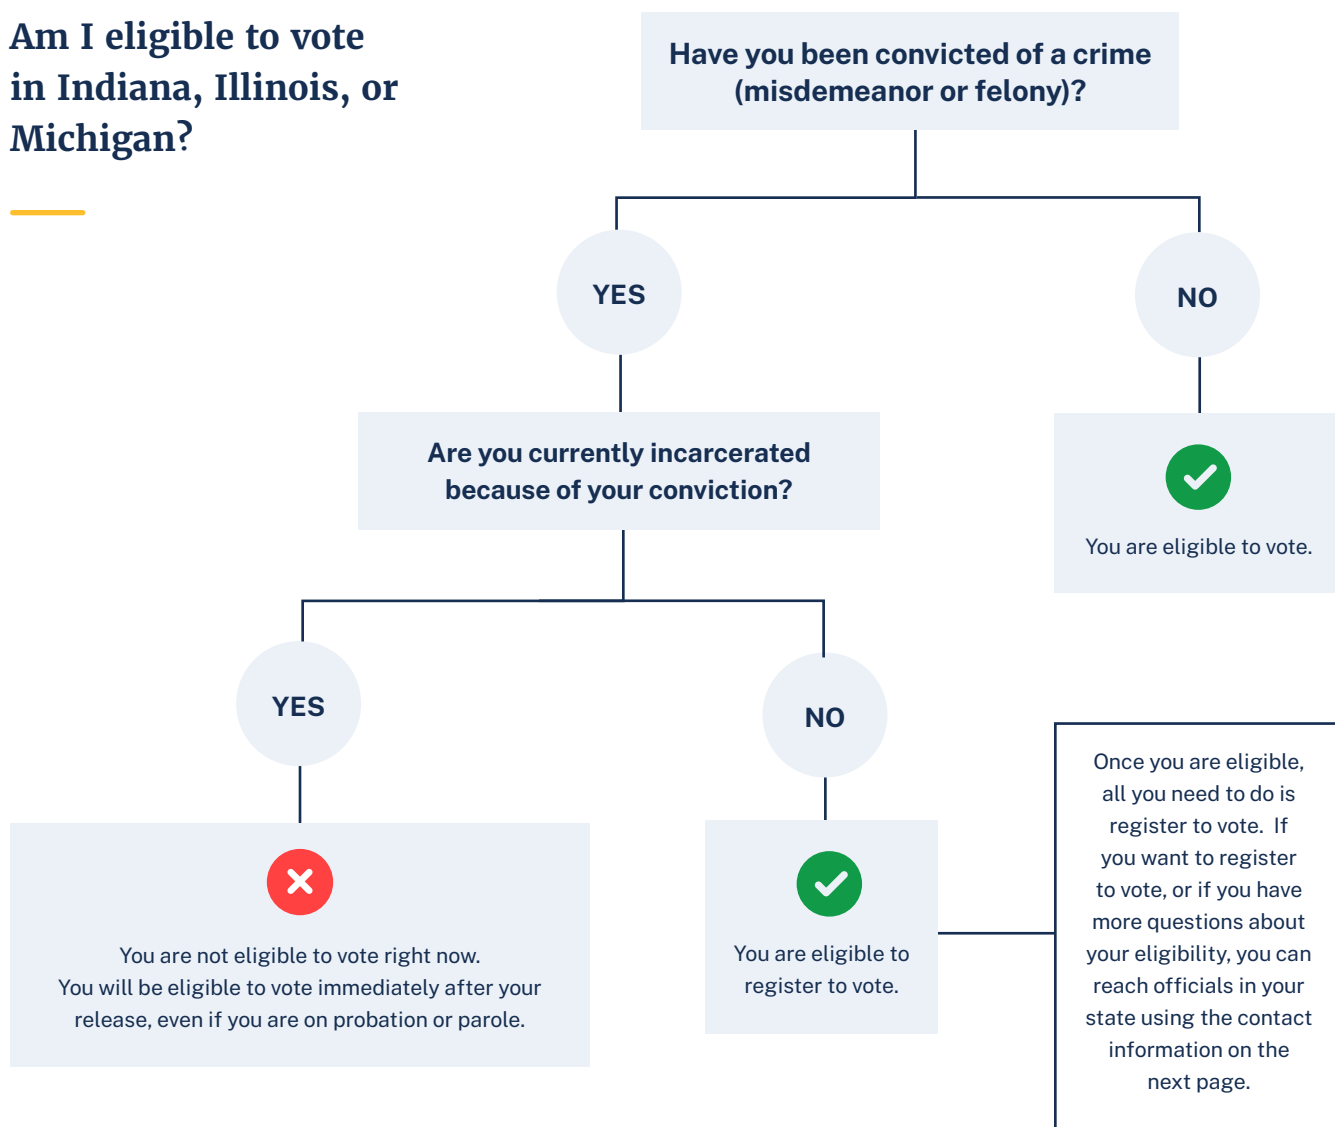 Am I eligible to vote
in Indiana, Illinois, or
Michigan?
Have you been convicted of a crime
(misdemeanor or felony)?
YES
NO
Are you currently incarcerated
because of your conviction?
You are eligible to vote.
YES
NO
You are not eligible to vote right now.
You will be eligible to vote immediately after your
release, even if you are on probation or parole.
You are eligible to
register to vote.
Once you are eligible,
all you need to do is
register to vote.  If
you want to register
to vote, or if you have
more questions about
your eligibility, you can
reach officials in your
state using the contact
information on the
next page.